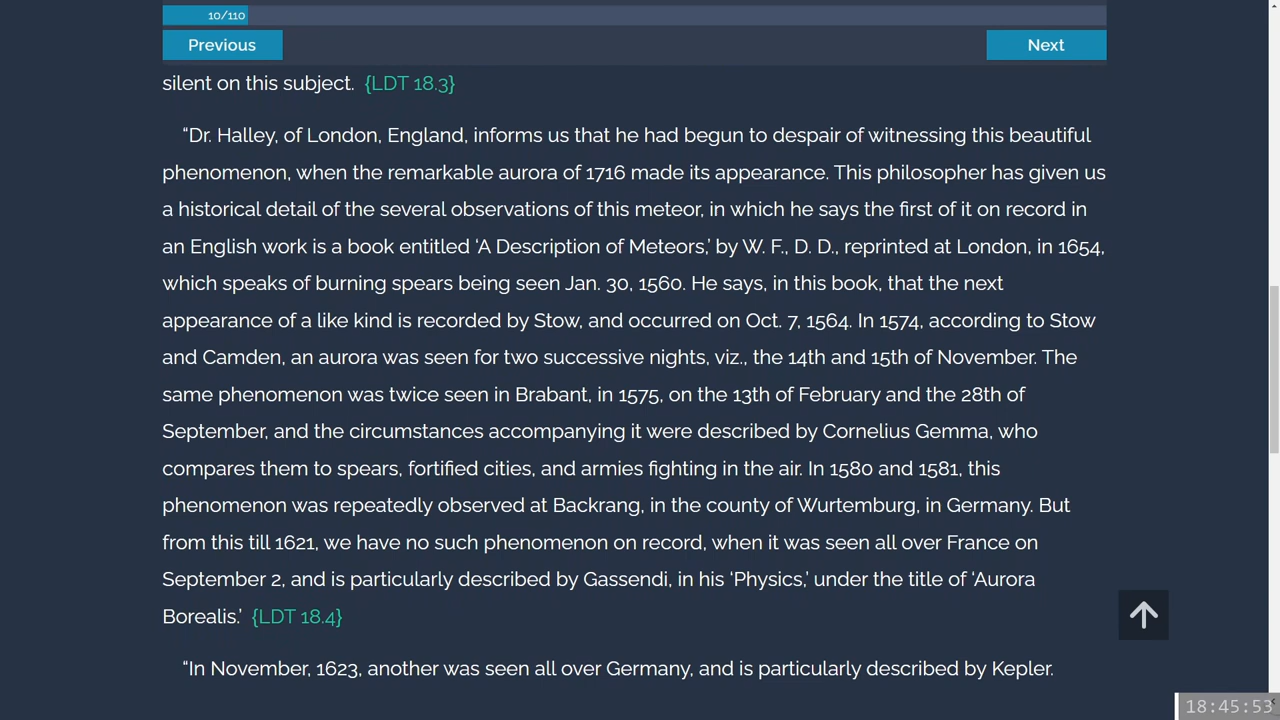 10/110
Previous
Next
silent on this subject. {LDT 18.3}
“Dr. Halley, of London, England, informs us that he had begun to despair of witnessing this beautiful
phenomenon, when the remarkable aurora of 1716 made its appearance. This philosopher has given us
a historical detail of the several observations of this meteor, in which he says the first of it on record in
an English work is a book entitled ‘A Description of Meteors,’ by W. F., D. D., reprinted at London, in 1654,
which speaks of burning spears being seen Jan. 30, 1560. He says, in this book, that the next
appearance of a like kind is recorded by Stow, and occurred on Oct. 7, 1564. In 1574, according to Stow
and Camden, an aurora was seen for two successive nights, viz., the 14th and 15th of November. The
same phenomenon was twice seen in Brabant, in 1575, on the 13th of February and the 28th of
September, and the circumstances accompanying it were described by Cornelius Gemma, who
compares them to spears, fortified cities, and armies fighting in the air. In 1580 and 1581, this
phenomenon was repeatedly observed at Backrang, in the county of Wurtemburg, in Germany. But
from this till 1621, we have no such phenomenon on record, when it was seen all over France on
September 2, and is particularly described by Gassendi, in his ‘Physics,’ under the title of ‘Aurora
Borealis.’ {LDT 18.4}
“In November, 1623, another was seen all over Germany, and is particularly described by Kepler.
18:45:53